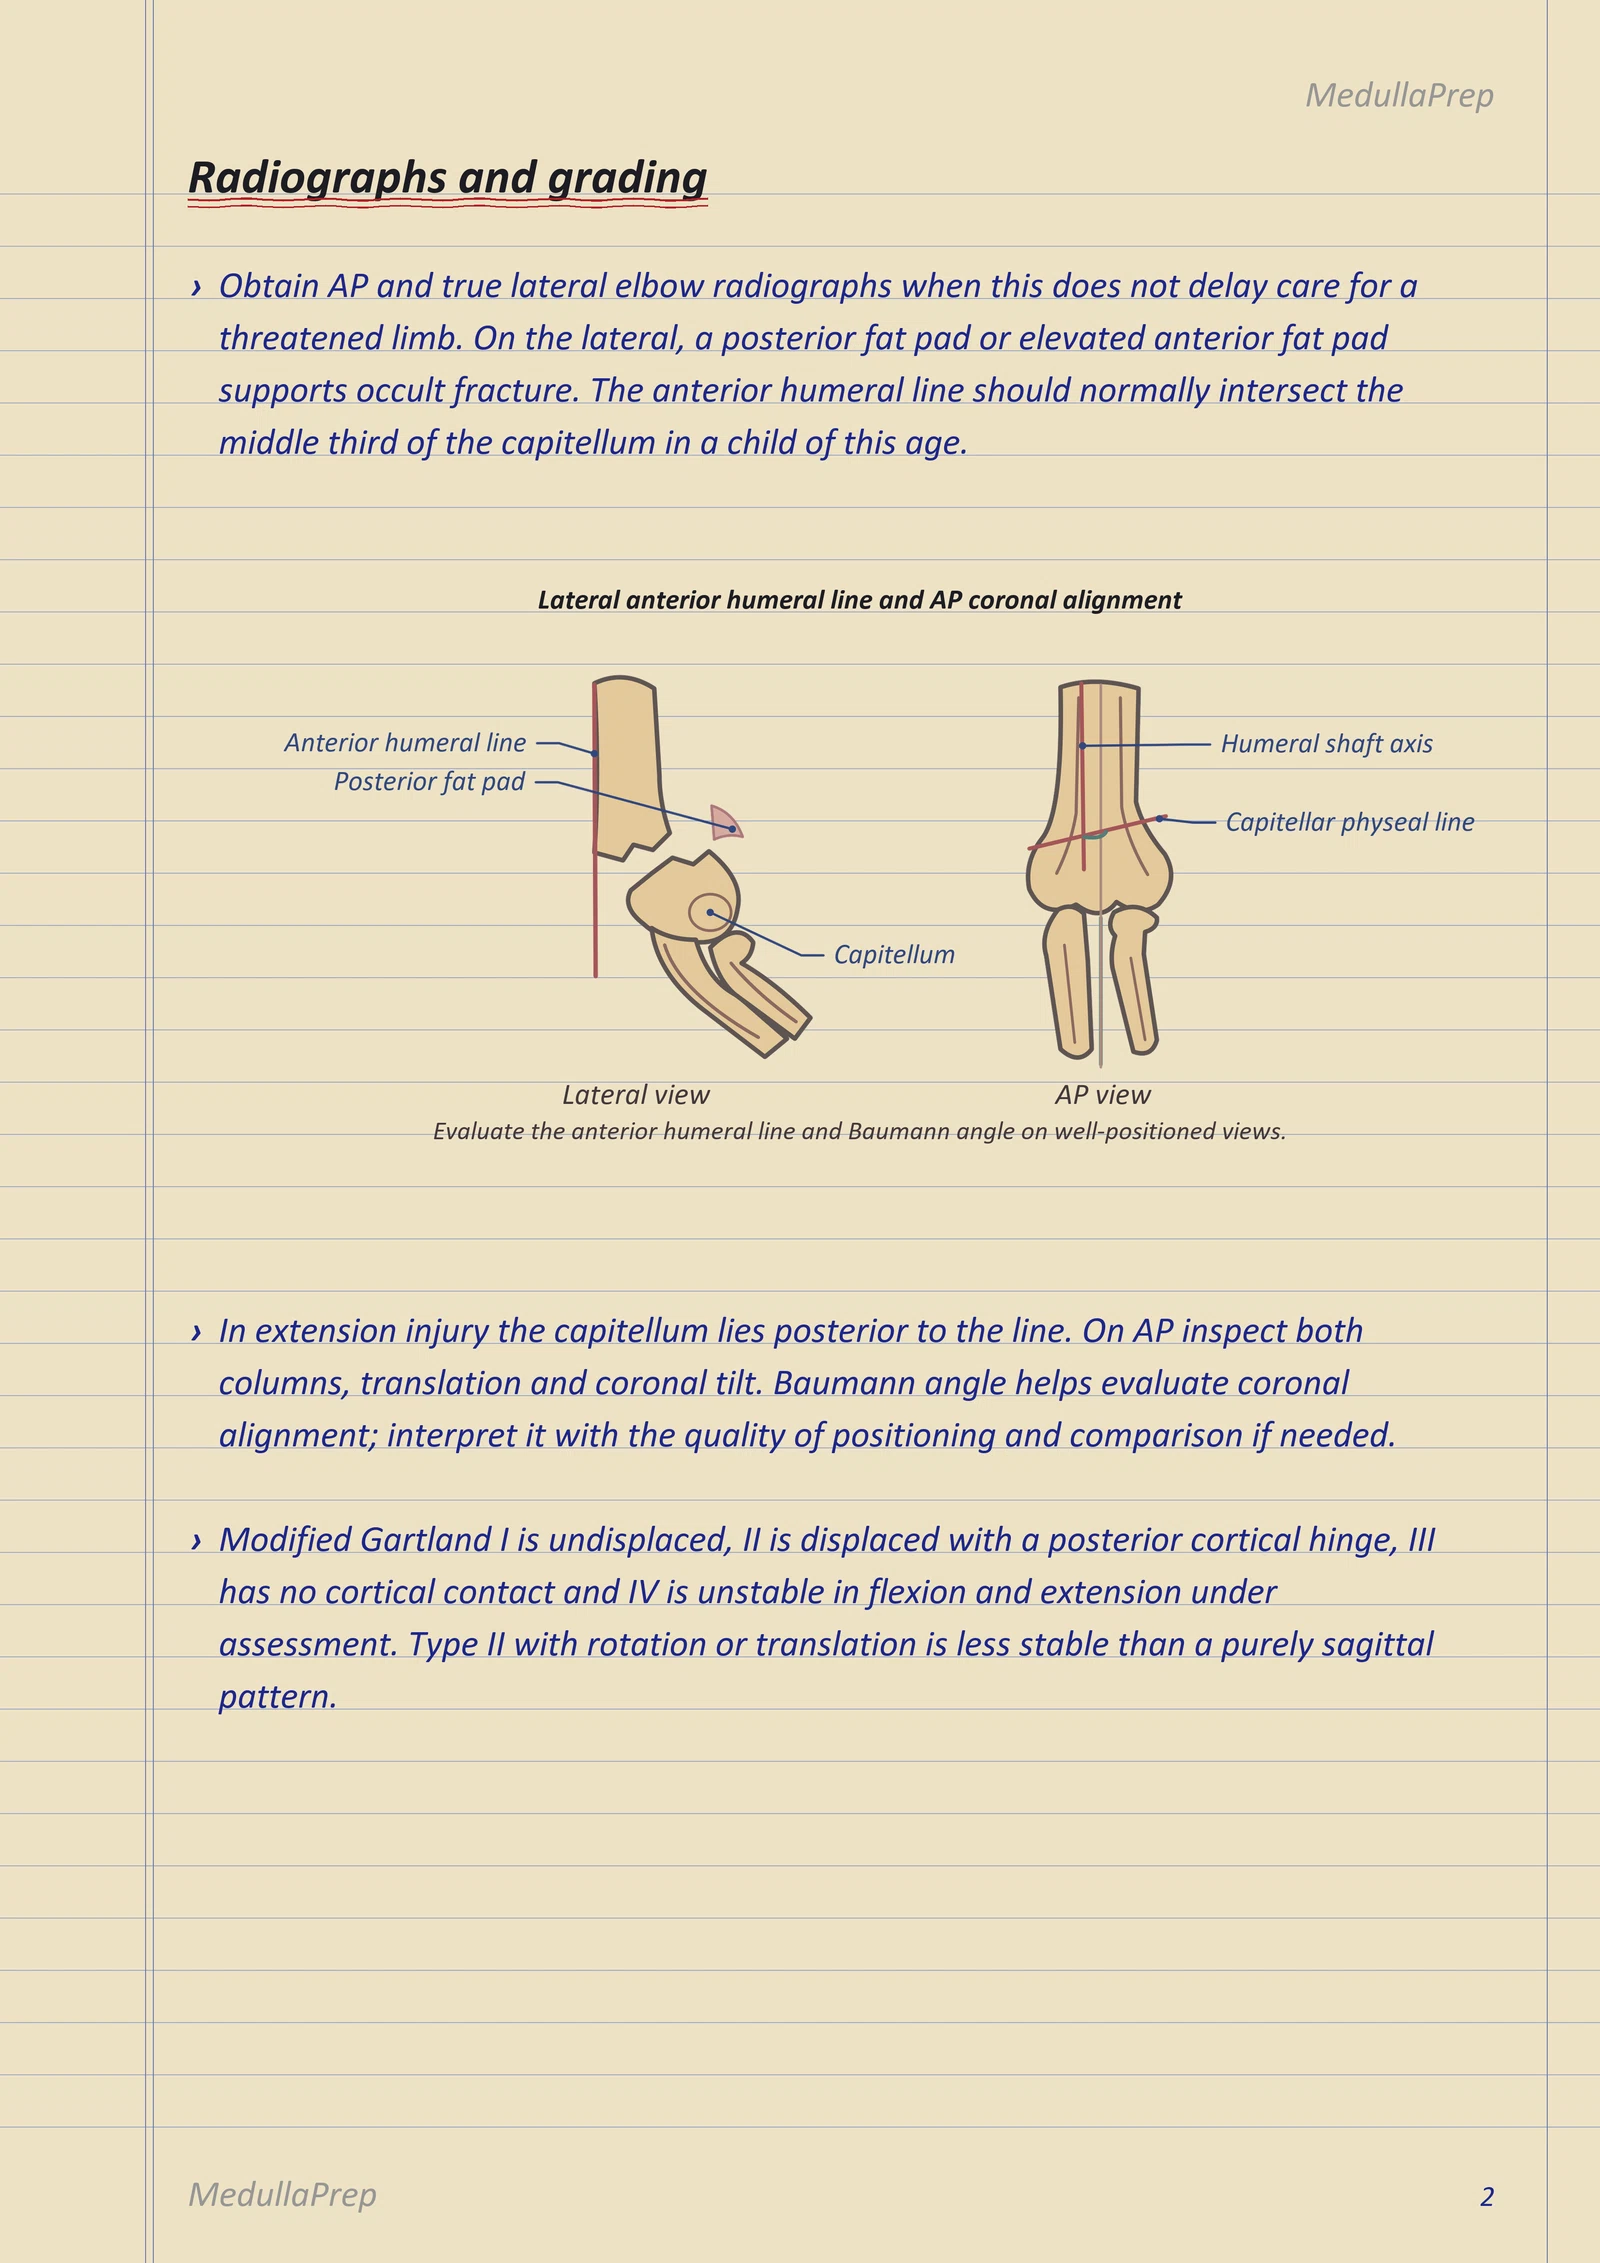 MedullaPrep
Radiographs and grading
› Obtain AP and true lateral elbow radiographs when this does not delay care for a
threatened limb. On the lateral, a posterior fat pad or elevated anterior fat pad
supports occult fracture. The anterior humeral line should normally intersect the
middle third of the capitellum in a child of this age.
Lateral anterior humeral line and AP coronal alignment
Anterior humeral line
Posterior fat pad
Capitellum
Humeral shaft axis
Capitellar physeal line
Lateral view
AP view
Evaluate the anterior humeral line and Baumann angle on well-positioned views.
› In extension injury the capitellum lies posterior to the line. On AP inspect both
columns, translation and coronal tilt. Baumann angle helps evaluate coronal
alignment; interpret it with the quality of positioning and comparison if needed.
› Modified Gartland I is undisplaced, II is displaced with a posterior cortical hinge, III
has no cortical contact and IV is unstable in flexion and extension under
assessment. Type II with rotation or translation is less stable than a purely sagittal
pattern.
MedullaPrep
2